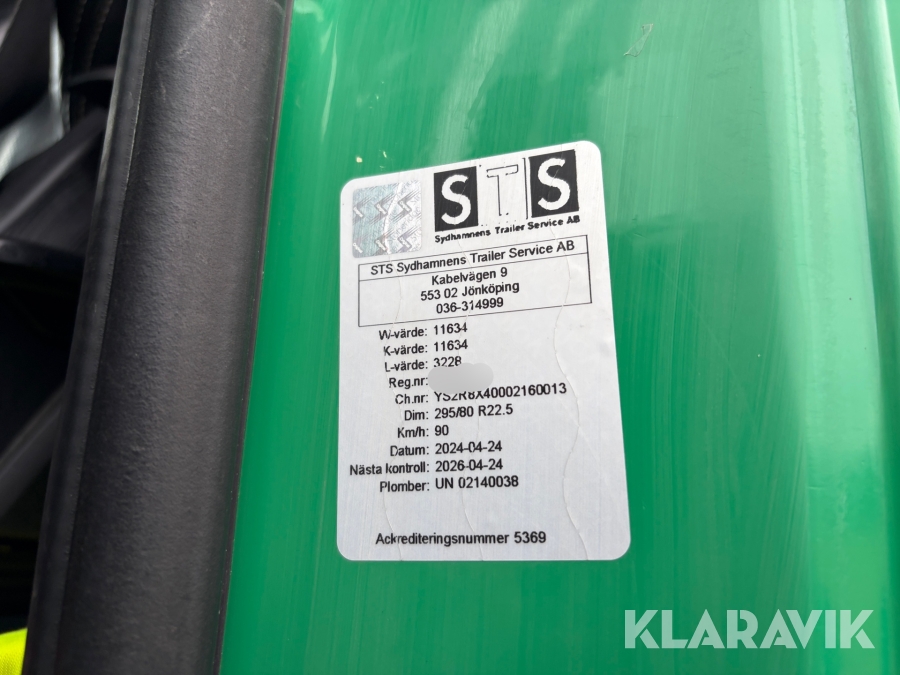 STS
Sydhamnens Trailer Service AB
STS Sydhamnens Trailer Service AB
Kabelvägen 9
553 02 Jönköping
036-314999
W-värde: 11634
K-värde: 11634
L-värde: 3228
Reg.nr:
Ch.nr: YS2R8X40002160013
Dim: 295/80 R22.5
Km/h: 90
Datum: 2024-04-24
Nästa kontroll: 2026-04-24
Plomber: UN 02140038
Ackrediteringsnummer 5369
KLARAVIK